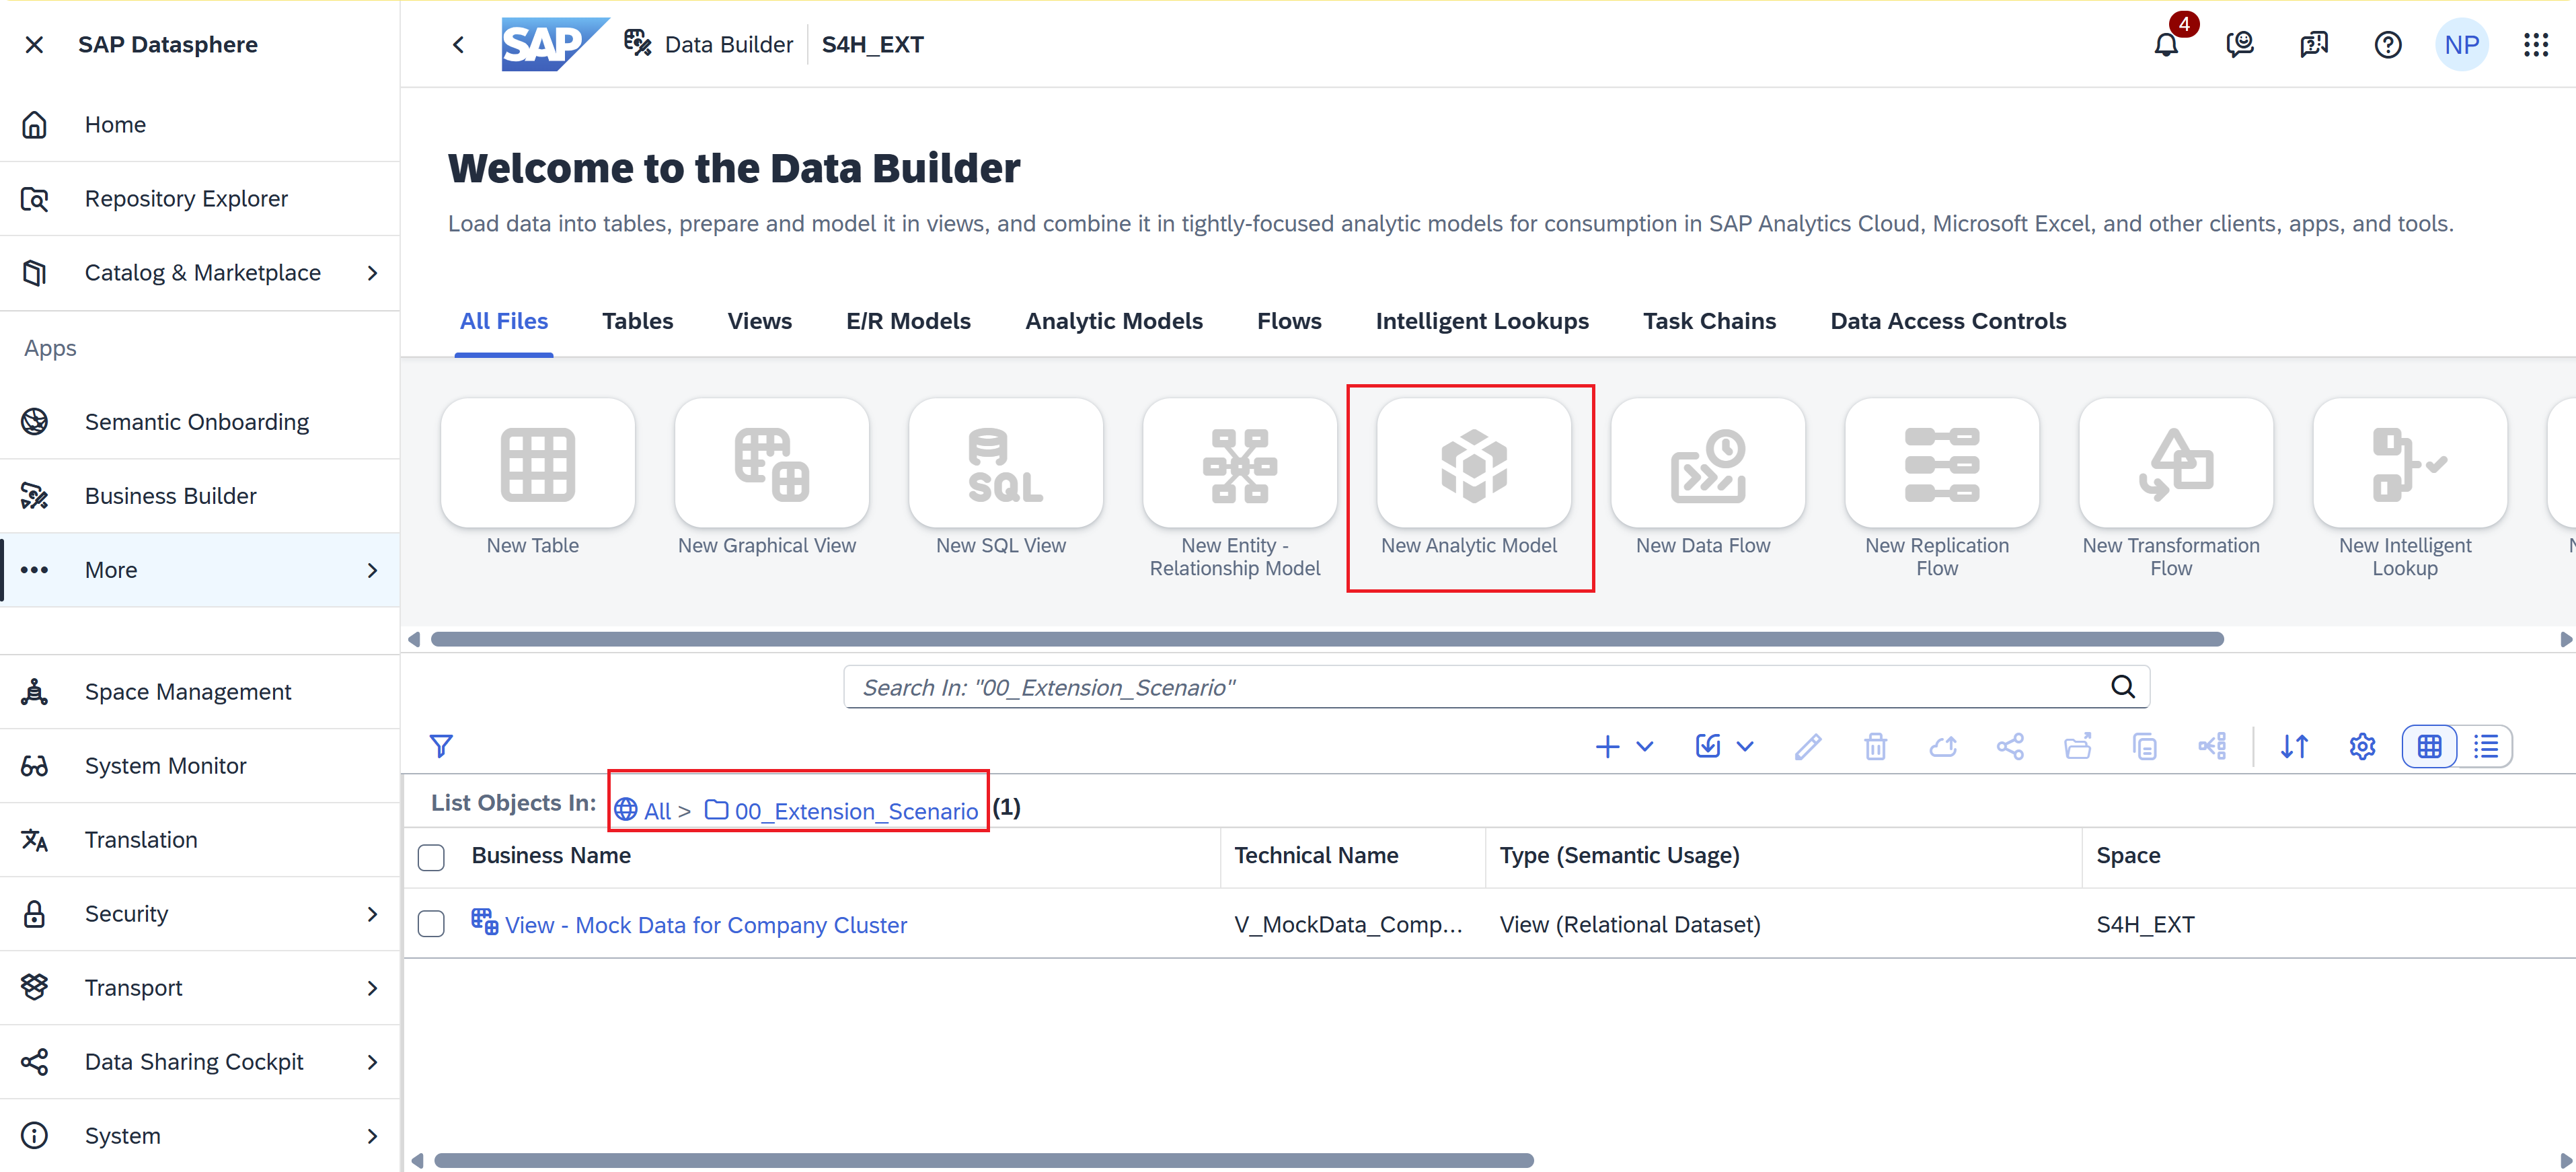 SAP Datasphere
SAP Data Builder S4H_EXT
4
NP
Home
Repository Explorer
Catalog & Marketplace
Apps
Semantic Onboarding
Business Builder
More
Space Management
System Monitor
Translation
Security
Transport
Data Sharing Cockpit
System
Welcome to the Data Builder
Load data into tables, prepare and model it in views, and combine it in tightly-focused analytic models for consumption in SAP Analytics Cloud, Microsoft Excel, and other clients, apps, and tools.
All Files Tables Views E/R Models Analytic Models Flows Intelligent Lookups Task Chains Data Access Controls
SQL
New Table
New Graphical View
New SQL View
New Entity -
Relationship Model
New Analytic Model
New Data Flow
New Replication
Flow
New Transformation
Flow
New Intelligent
Lookup
Search In: "00_Extension_Scenario"
List Objects In: All > 00_Extension_Scenario (1)
Business Name Technical Name Type (Semantic Usage) Space
View - Mock Data for Company Cluster V_MockData_Comp... View (Relational Dataset) S4H_EXT